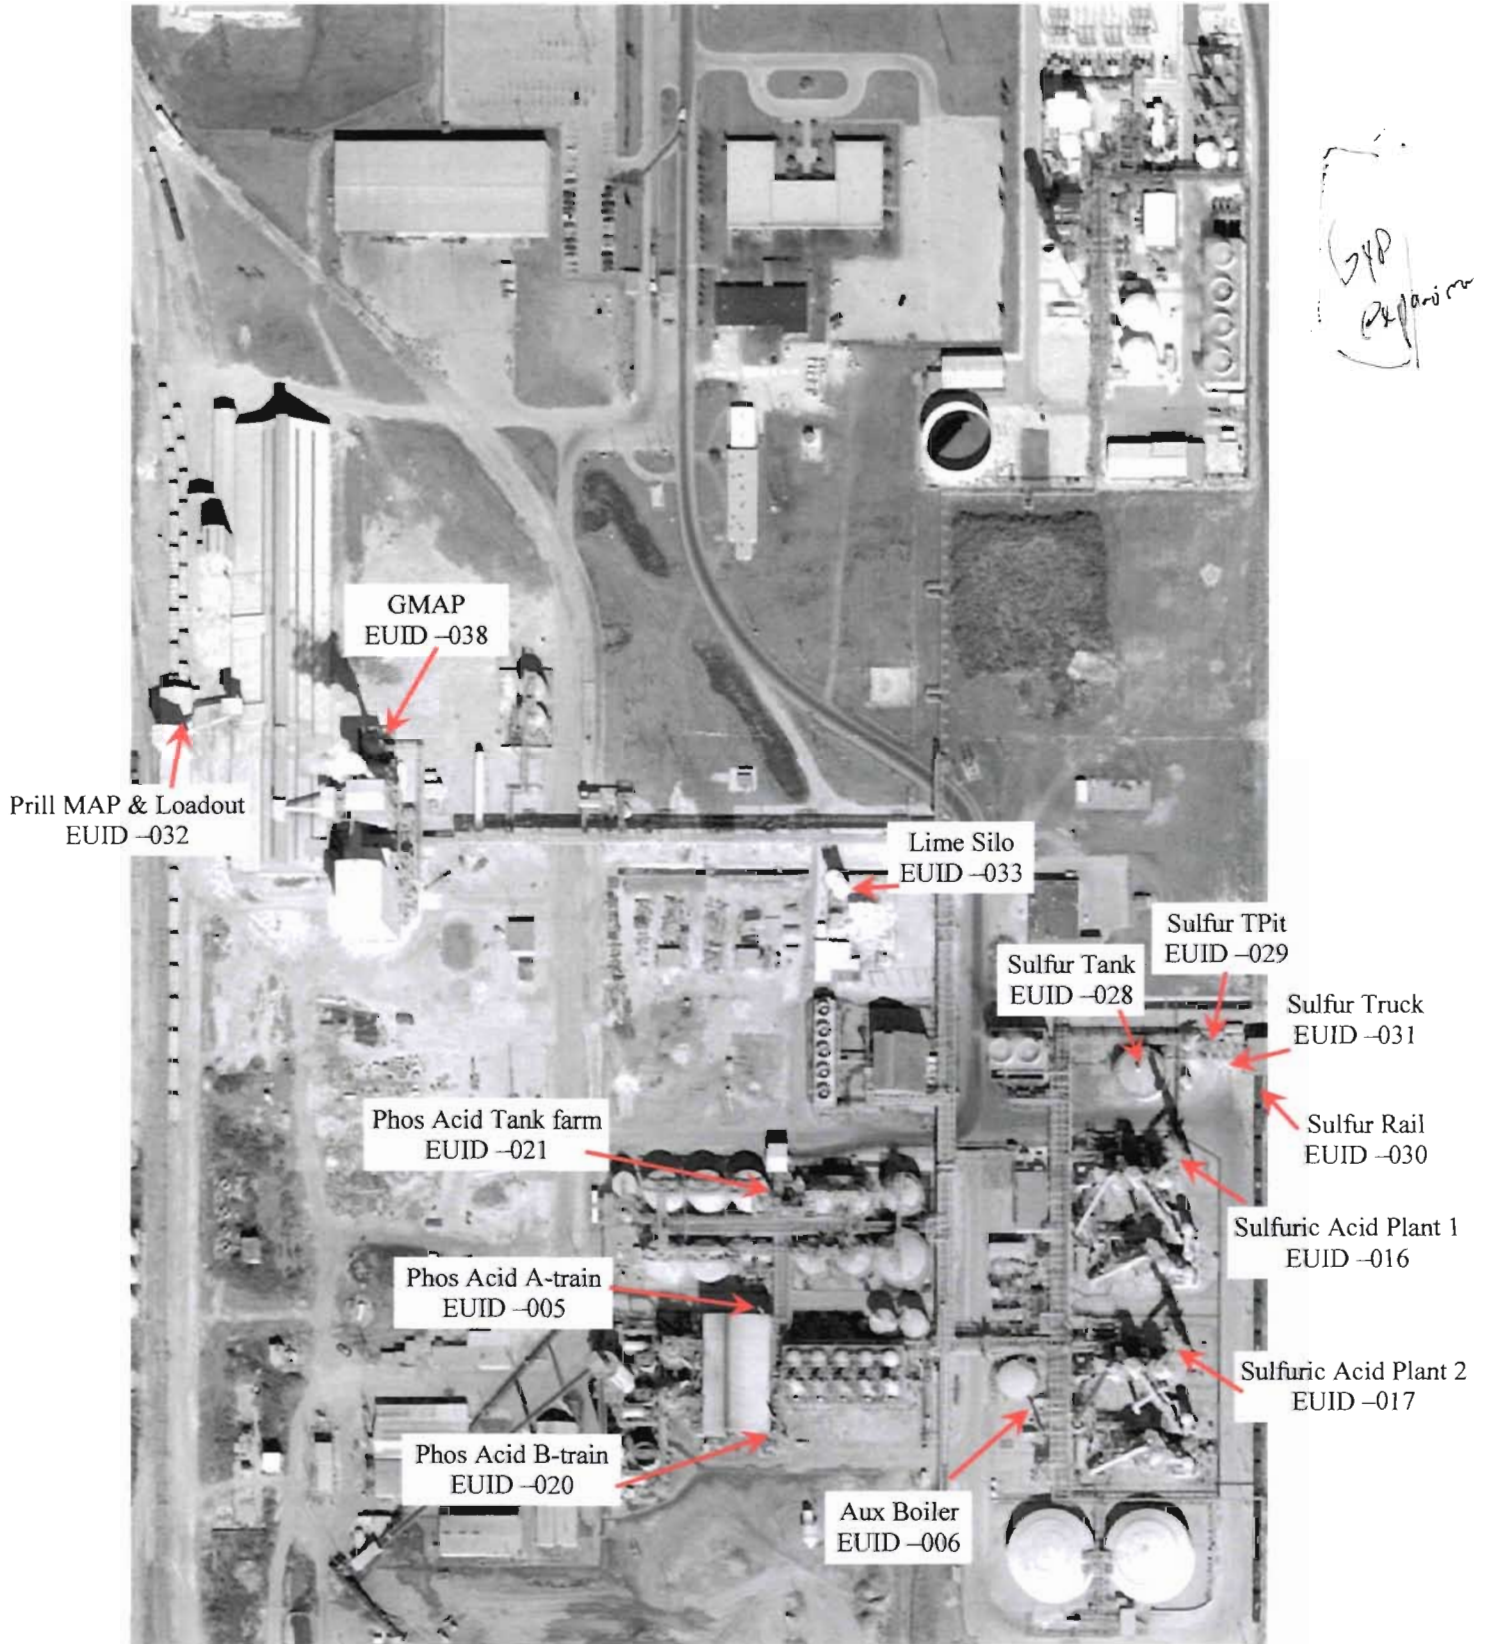 Gyp
expansion
GMAP
EUID –038
Prill MAP & Loadout
EUID –032
Lime Silo
EUID –033
Sulfur TPit
EUID –029
Sulfur Tank
EUID –028
Sulfur Truck
EUID –031
Sulfur Rail
EUID –030
Phos Acid Tank farm
EUID –021
Sulfuric Acid Plant 1
EUID –016
Phos Acid A-train
EUID –005
Sulfuric Acid Plant 2
EUID –017
Phos Acid B-train
EUID –020
Aux Boiler
EUID –006